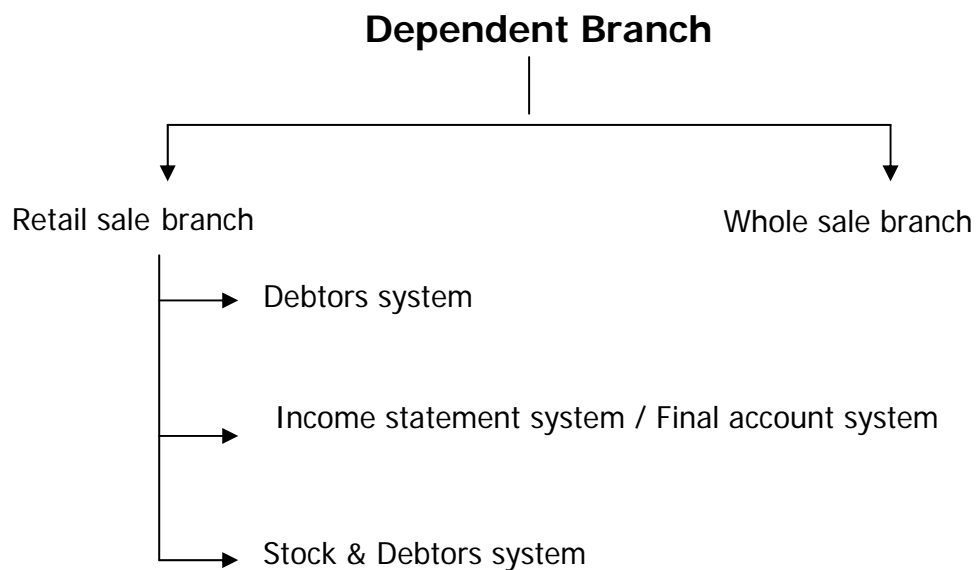 Dependent Branch
Retail sale branch
Whole sale branch
Debtors system
Income statement system / Final account system
Stock & Debtors system